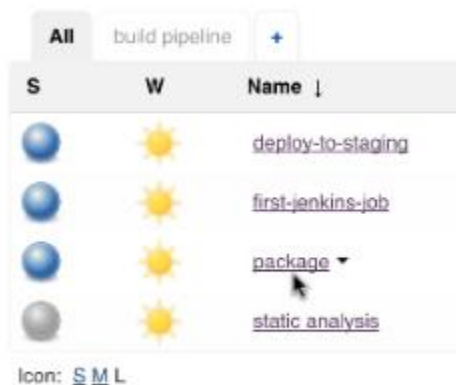 All build pipeline +
S W Name ↓
deploy-to-staging
first-jenkins-job
package
static analysis
Icon: S M L